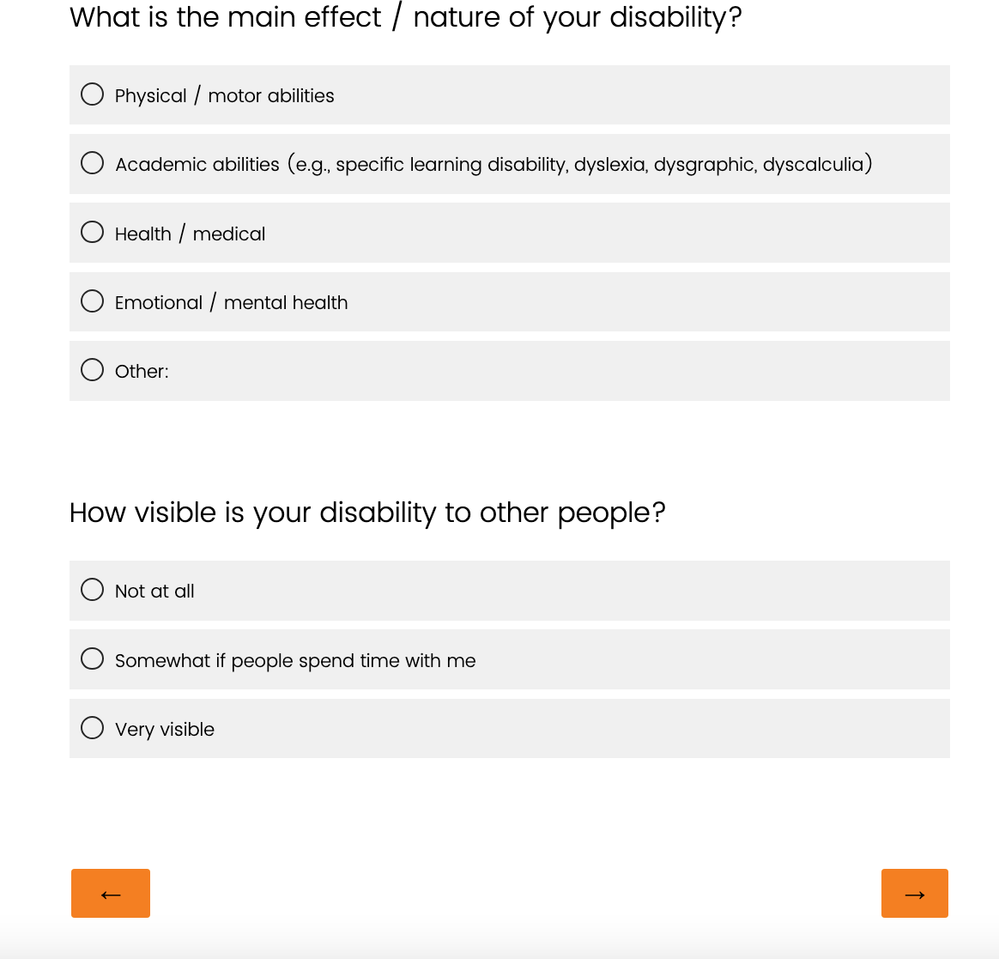 What is the main effect / nature of your disability?
Physical / motor abilities
Academic abilities (e.g., specific learning disability, dyslexia, dysgraphic, dyscalculia)
Health / medical
Emotional / mental health
Other:
How visible is your disability to other people?
Not at all
Somewhat if people spend time with me
Very visible
← →